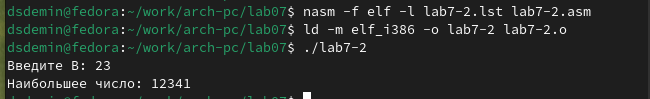 dsdemin@fedora:~/work/arch-pc/lab07$ nasm -f elf -l lab7-2.lst lab7-2.asm
dsdemin@fedora:~/work/arch-pc/lab07$ ld -m elf_i386 -o lab7-2 lab7-2.o
dsdemin@fedora:~/work/arch-pc/lab07$ ./lab7-2
Введите B: 23
Наибольшее число: 12341
dsdemin@fedora:~/work/arch-pc/lab07$